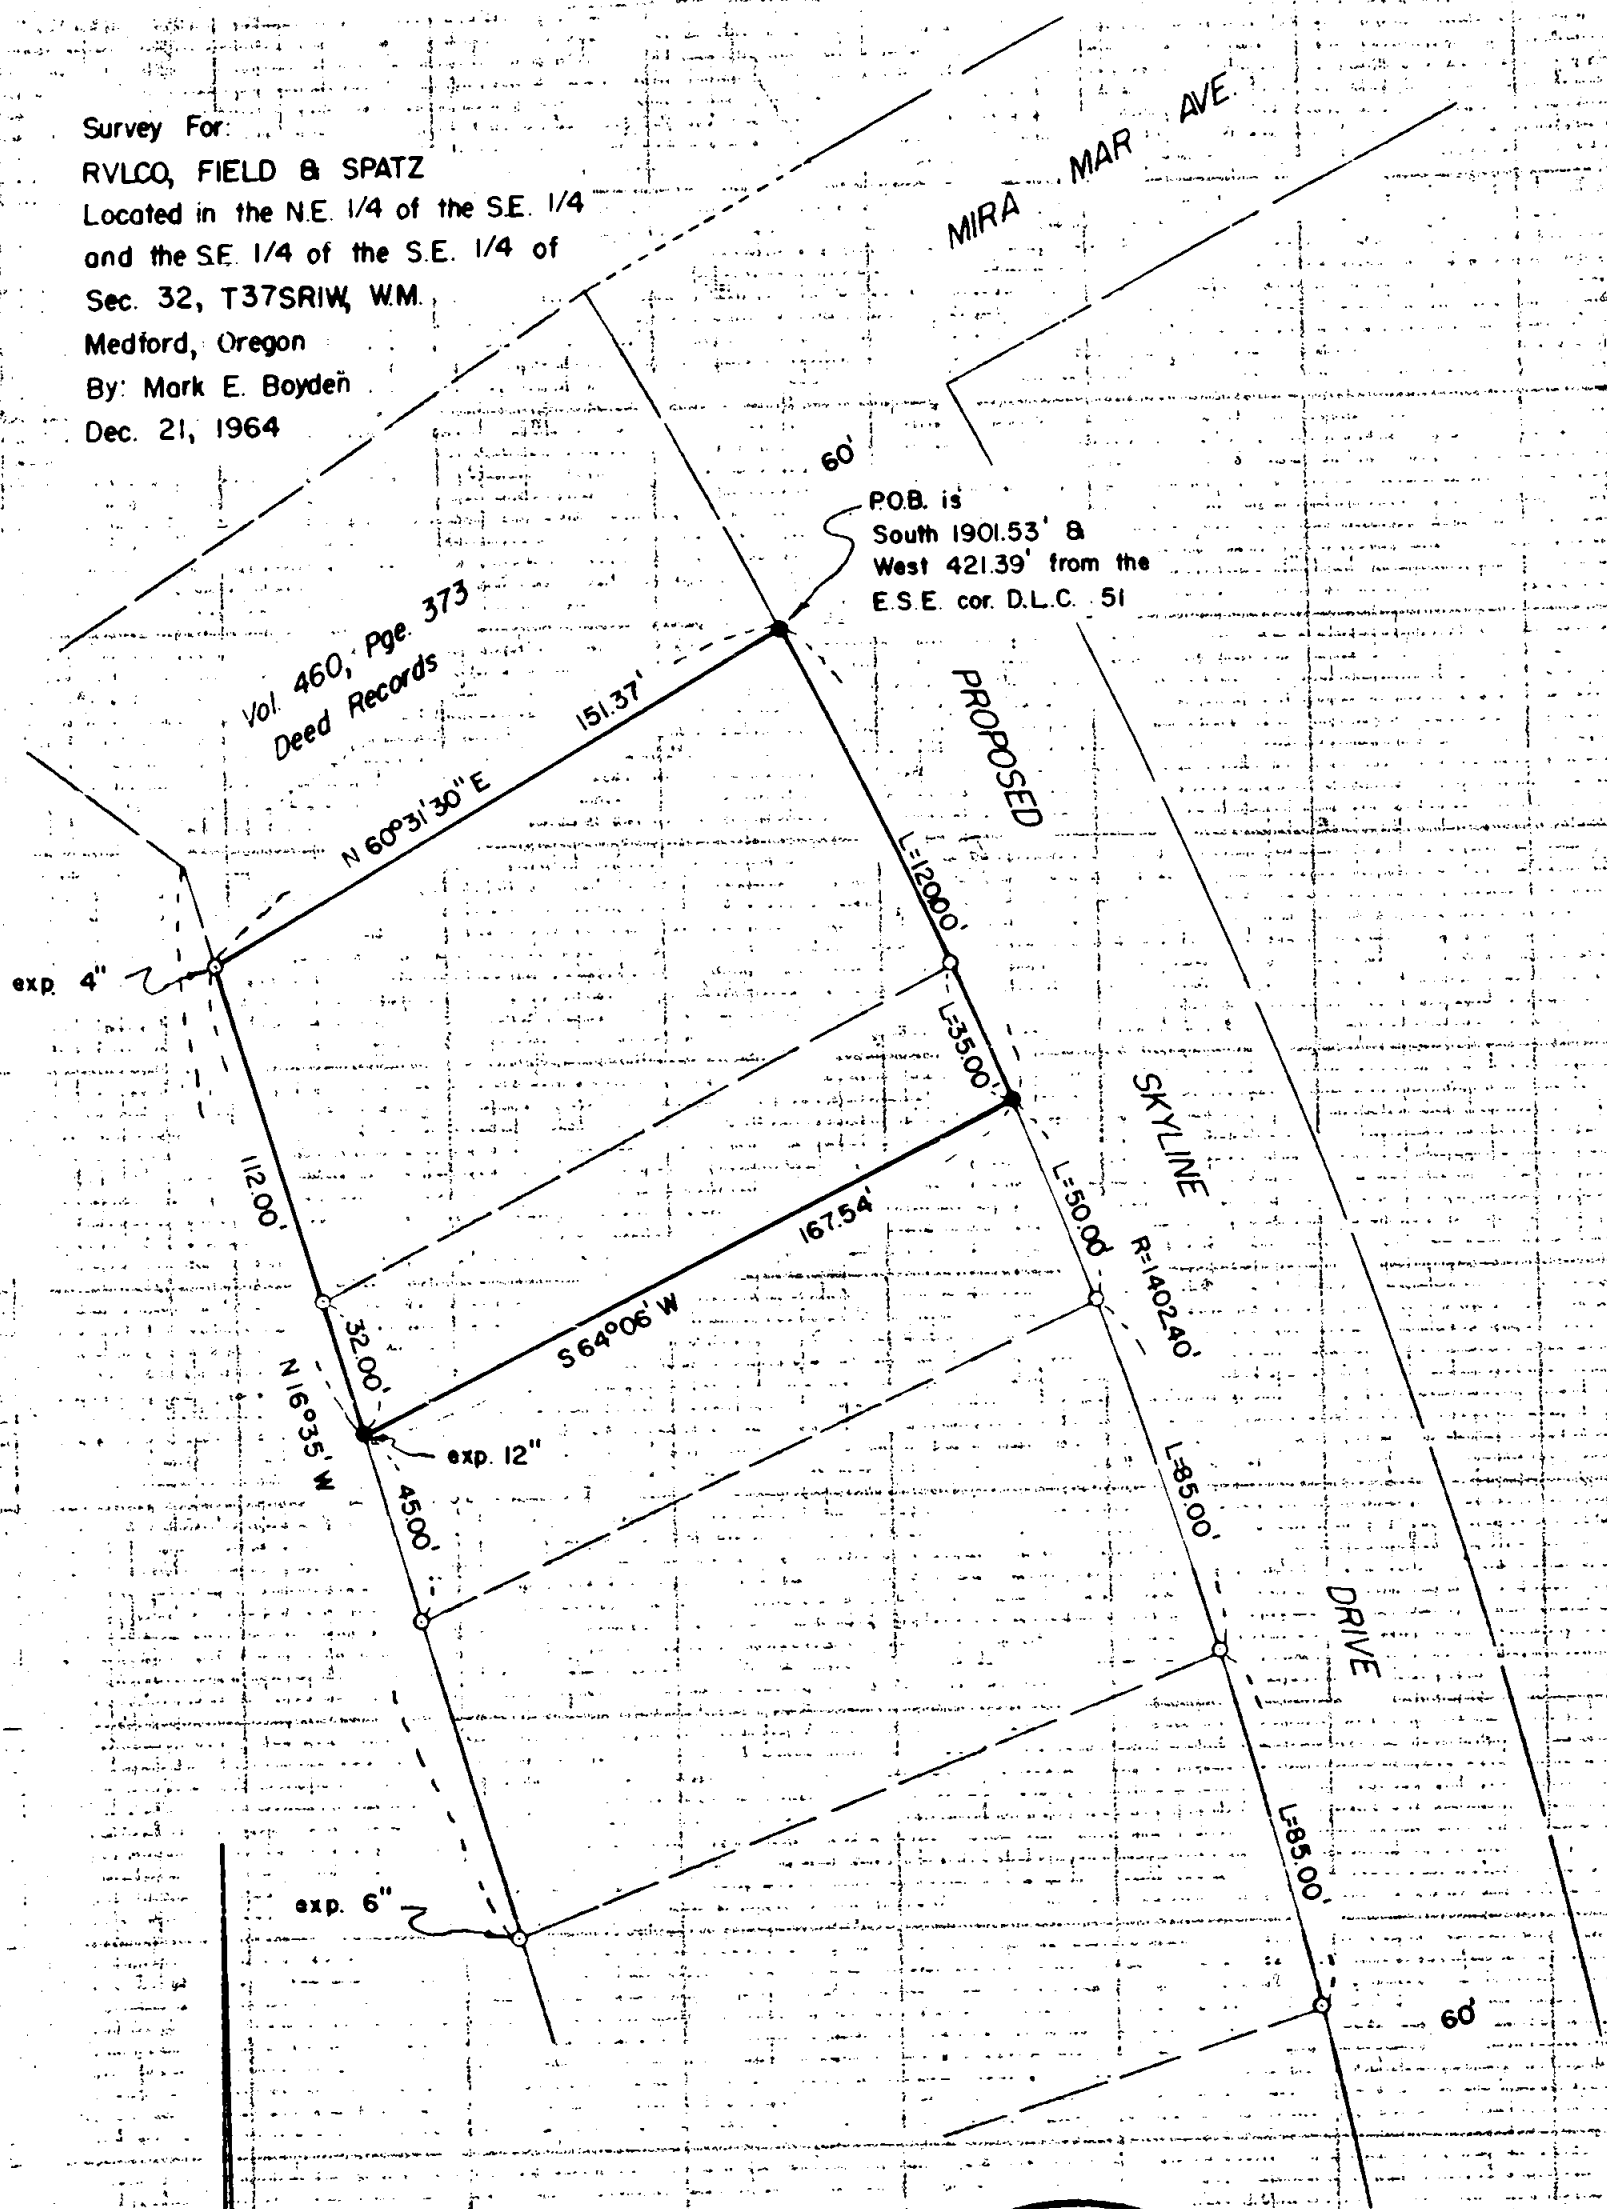 Survey For:
RVLCO, FIELD & SPATZ
Located in the N.E. 1/4 of the S.E. 1/4
and the S.E. 1/4 of the S.E. 1/4 of
Sec. 32, T37SR1W, W.M.
Medford, Oregon
By: Mark E. Boyden
Dec. 21, 1964
MIRA MAR AVE.
60'
P.O.B. is
South 1901.53' &
West 421.39' from the
E.S.E. cor. D.L.C. 51
Vol. 460, Pge. 373
Deed Records
151.37'
N 60°31'30" E
PROPOSED
L=120.00'
exp. 4"
L=35.00'
SKYLINE
112.00'
167.54'
S 64°06' W
L=50.00'
R=1402.40'
32.00'
N 16°35' W
exp. 12"
45.00'
L=85.00'
DRIVE
L=85.00'
exp. 6"
60'